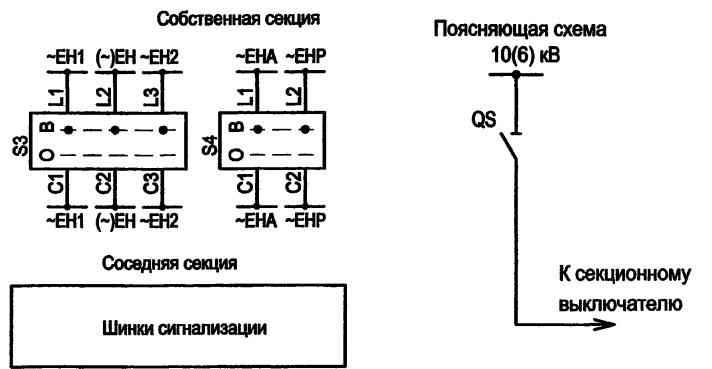 Собственная секция
~EH1 (~)EH ~EH2
~EHA ~EHP
L1 L2 L3
L1 L2
S3
В
О
S4
В
О
C1 C2 C3
C1 C2
~EH1 (~)EH ~EH2
~EHA ~EHP
Соседняя секция
Шинки сигнализации
Поясняющая схема
10(6) кВ
QS
К секционному
выключателю